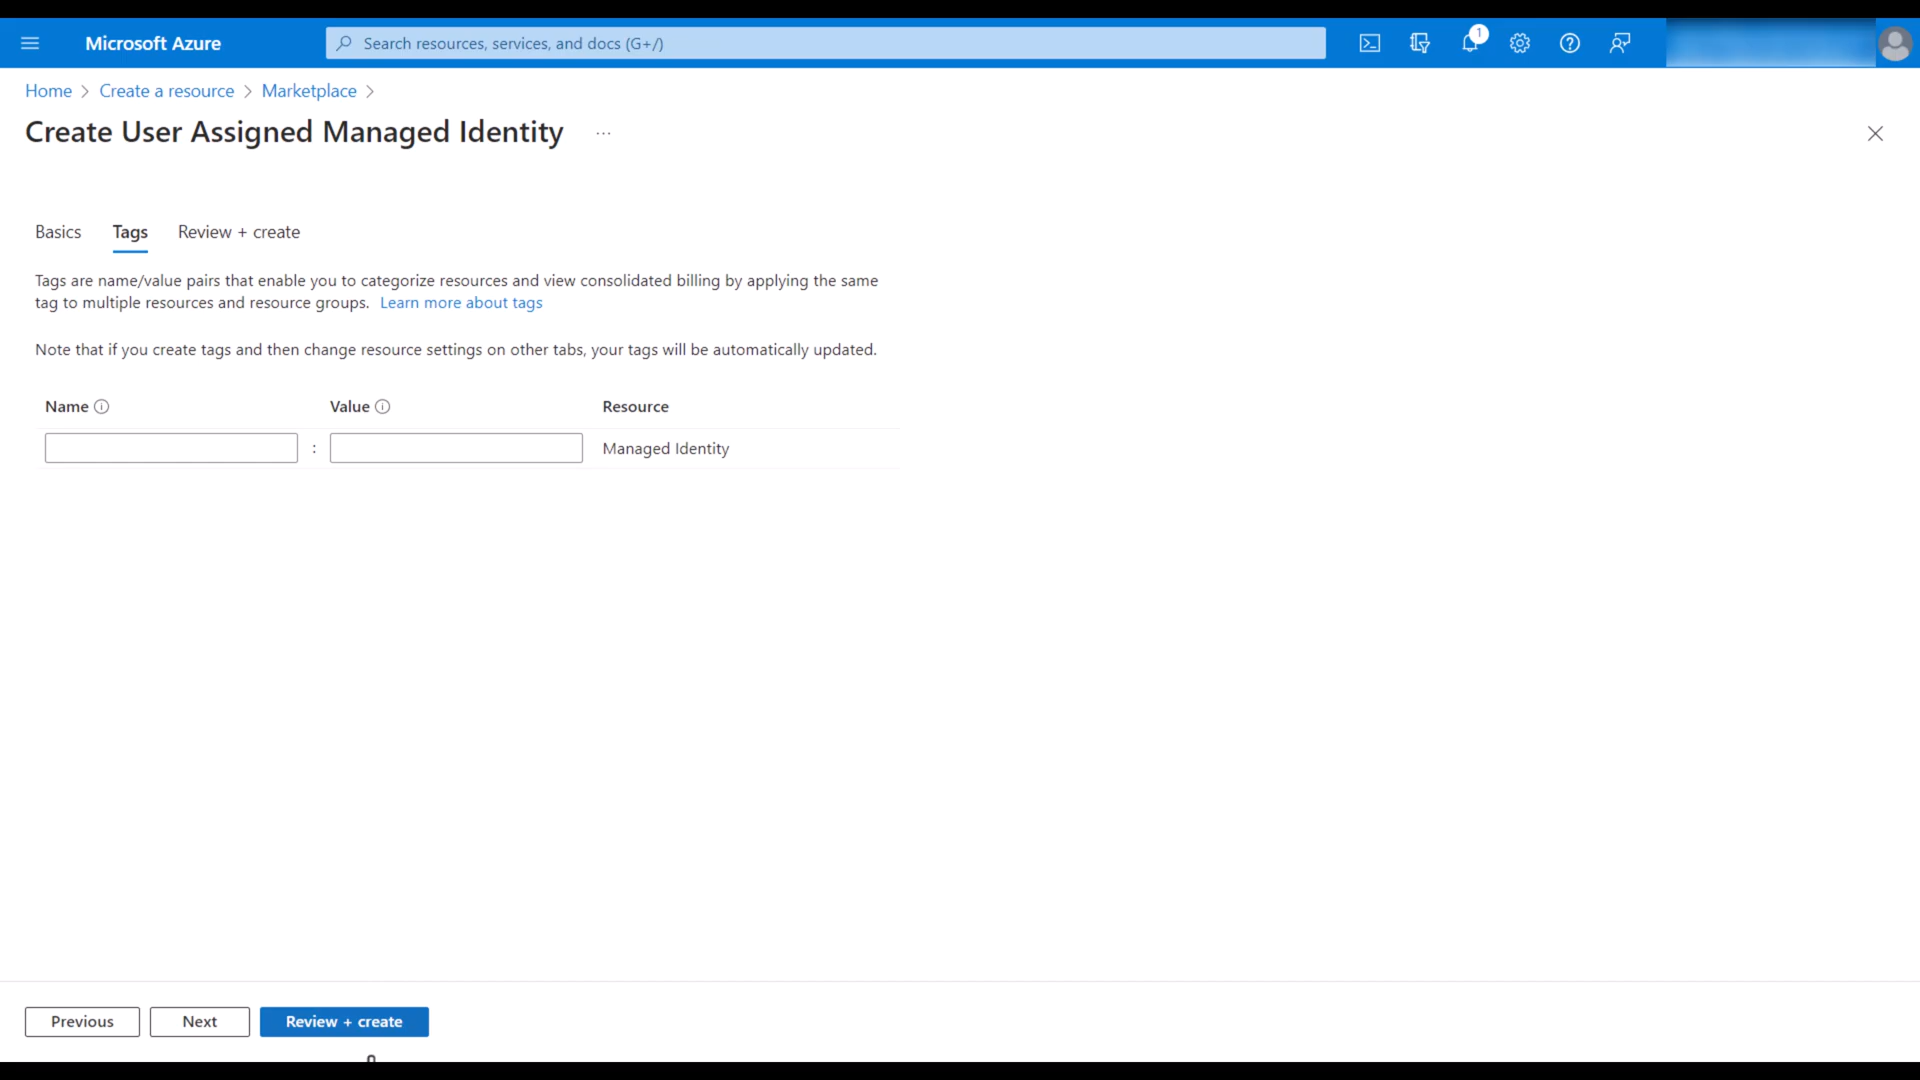 Microsoft Azure
Search resources, services, and docs (G+/)
1
Home > Create a resource > Marketplace >
Create User Assigned Managed Identity ...
Basics Tags Review + create
Tags are name/value pairs that enable you to categorize resources and view consolidated billing by applying the same
tag to multiple resources and resource groups. Learn more about tags
Note that if you create tags and then change resource settings on other tabs, your tags will be automatically updated.
Name Value Resource
: Managed Identity
Previous Next Review + create